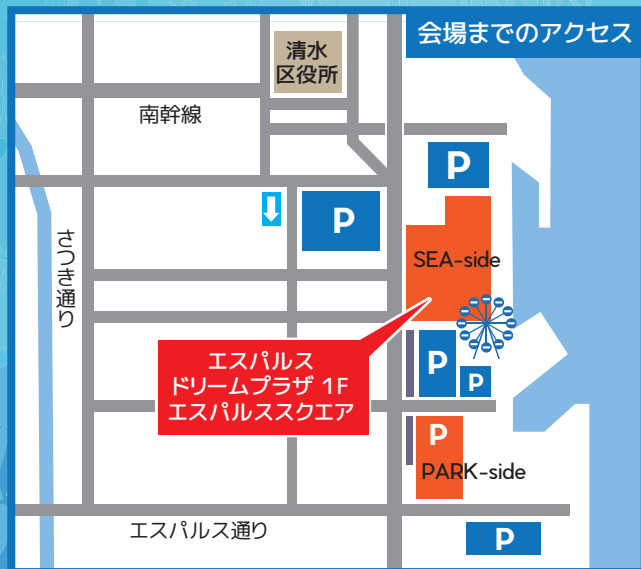 会場までのアクセス
清水
区役所
南幹線
P
P
さつき通り
SEA-side
エスパルス
ドリームプラザ 1F
エスパルススクエア
P
P
P
PARK-side
エスパルス通り
P